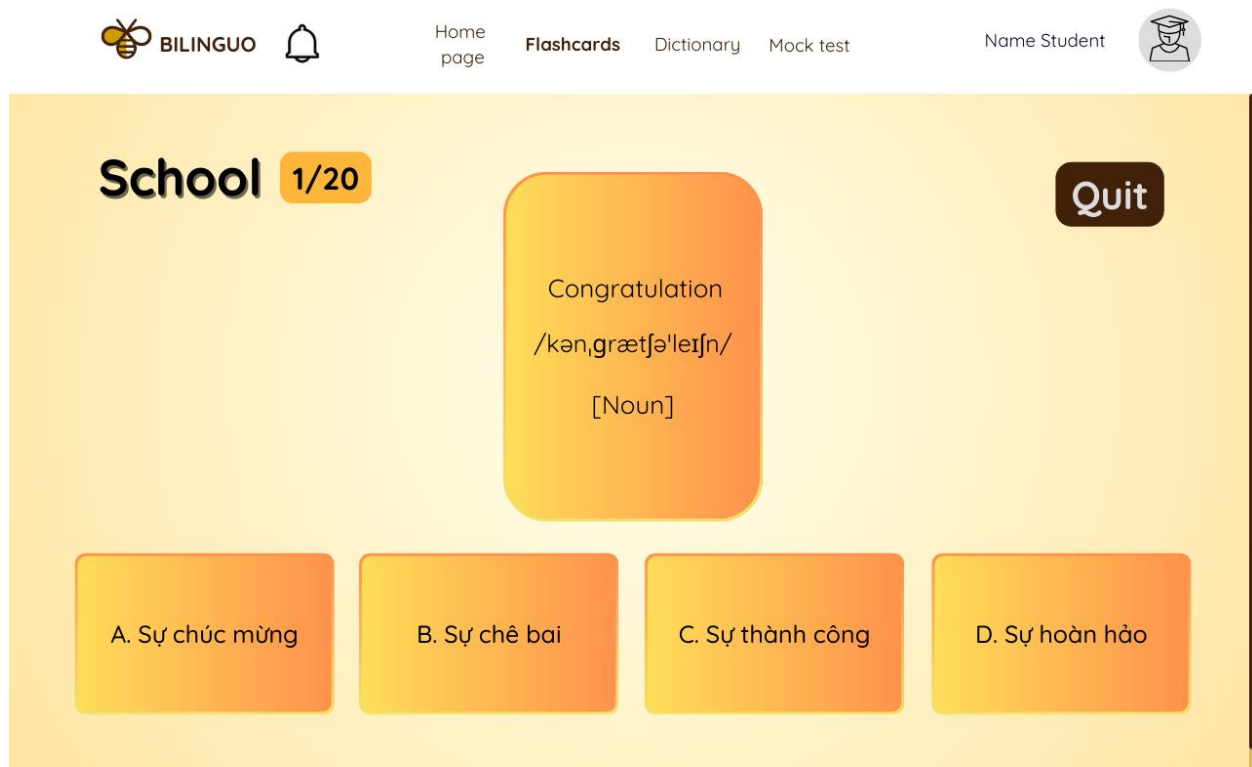 BILINGUO
Home
page
Flashcards
Dictionary
Mock test
Name Student
School
1/20
Quit
Congratulation
/kənˌɡrætʃəˈleɪʃn/
[Noun]
A. Sự chúc mừng
B. Sự chê bai
C. Sự thành công
D. Sự hoàn hảo